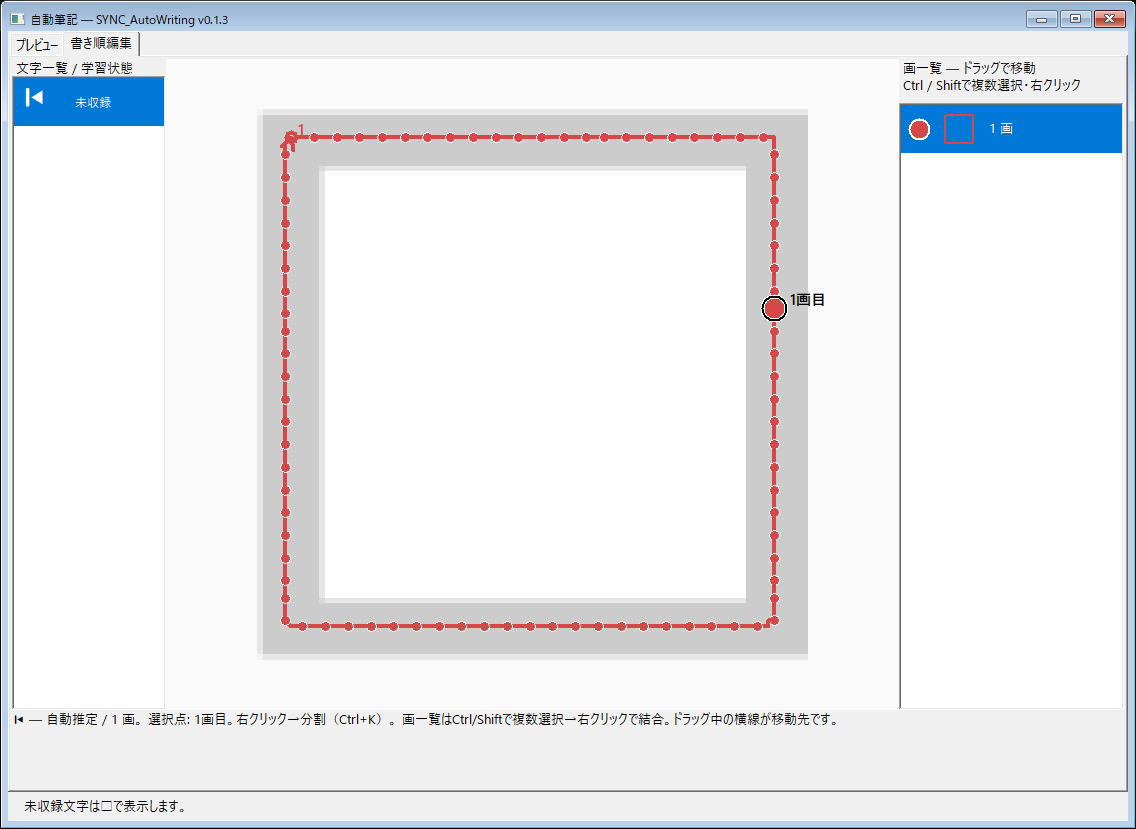 自動筆記 — SYNC_AutoWriting v0.1.3
プレビュー 書き順編集
文字一覧 / 学習状態
未収録
1
1画目
画一覧 — ドラッグで移動
Ctrl / Shiftで複数選択・右クリック
1 画
⏮ — 自動推定 / 1 画。選択点: 1画目。右クリック→分割（Ctrl+K）。画一覧はCtrl/Shiftで複数選択→右クリックで結合。ドラッグ中の横線が移動先です。
未収録文字は□で表示します。